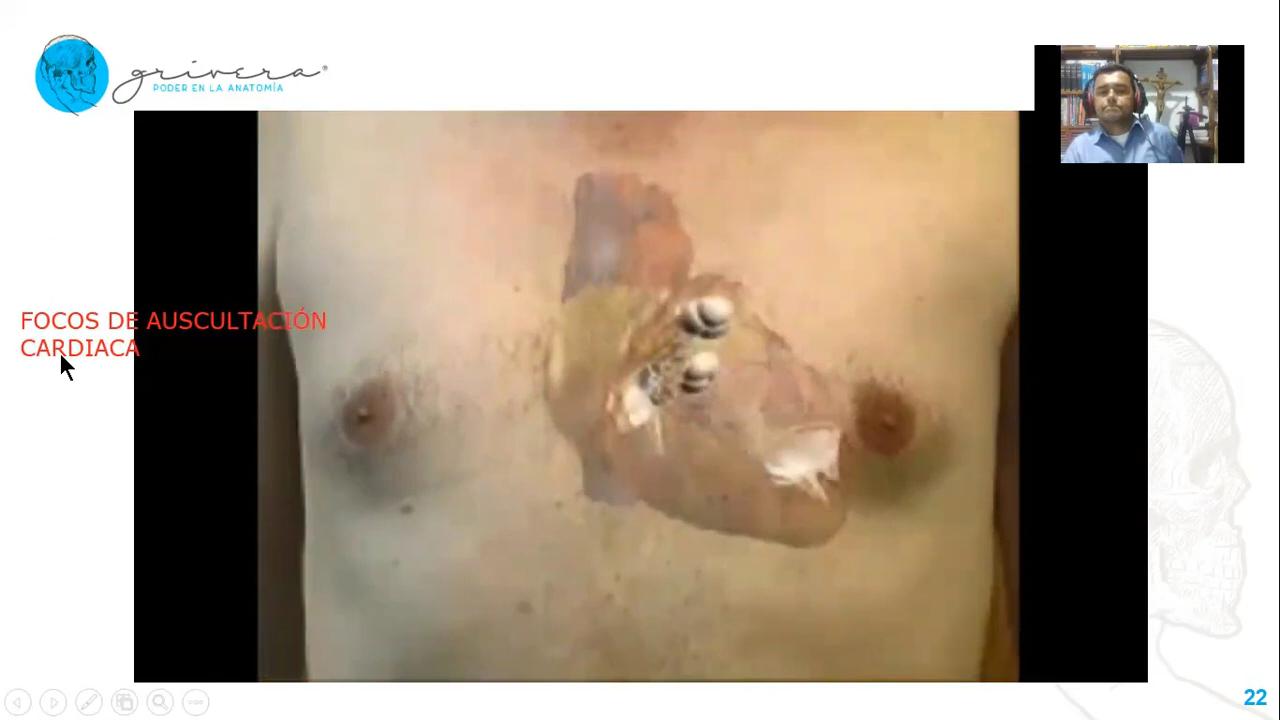 grivera®
PODER EN LA ANATOMÍA
FOCOS DE AUSCULTACIÓN
CARDIACA
22